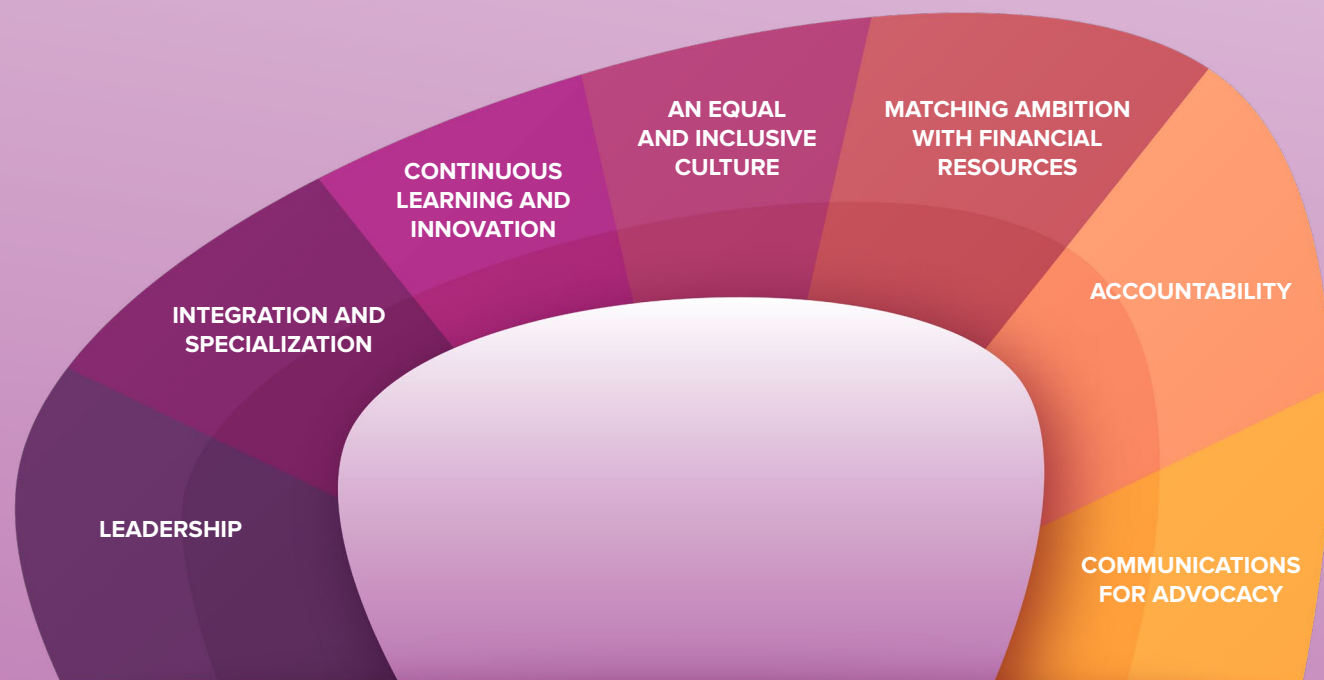 LEADERSHIP
INTEGRATION AND
SPECIALIZATION
CONTINUOUS
LEARNING AND
INNOVATION
AN EQUAL
AND INCLUSIVE
CULTURE
MATCHING AMBITION
WITH FINANCIAL
RESOURCES
ACCOUNTABILITY
COMMUNICATIONS
FOR ADVOCACY